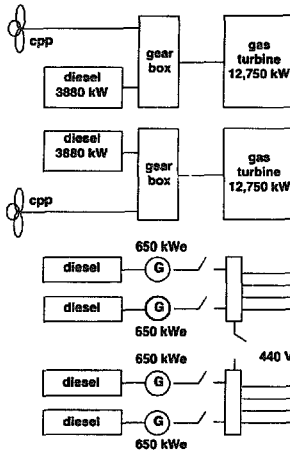 cpp
gear
box
gas
turbine
12,750 kW
diesel
3880 kW
diesel
3880 kW
gear
box
gas
turbine
12,750 kW
cpp
650 kWe
diesel
G
diesel
G
650 kWe
650 kWe
440 V
diesel
G
diesel
G
650 kWe